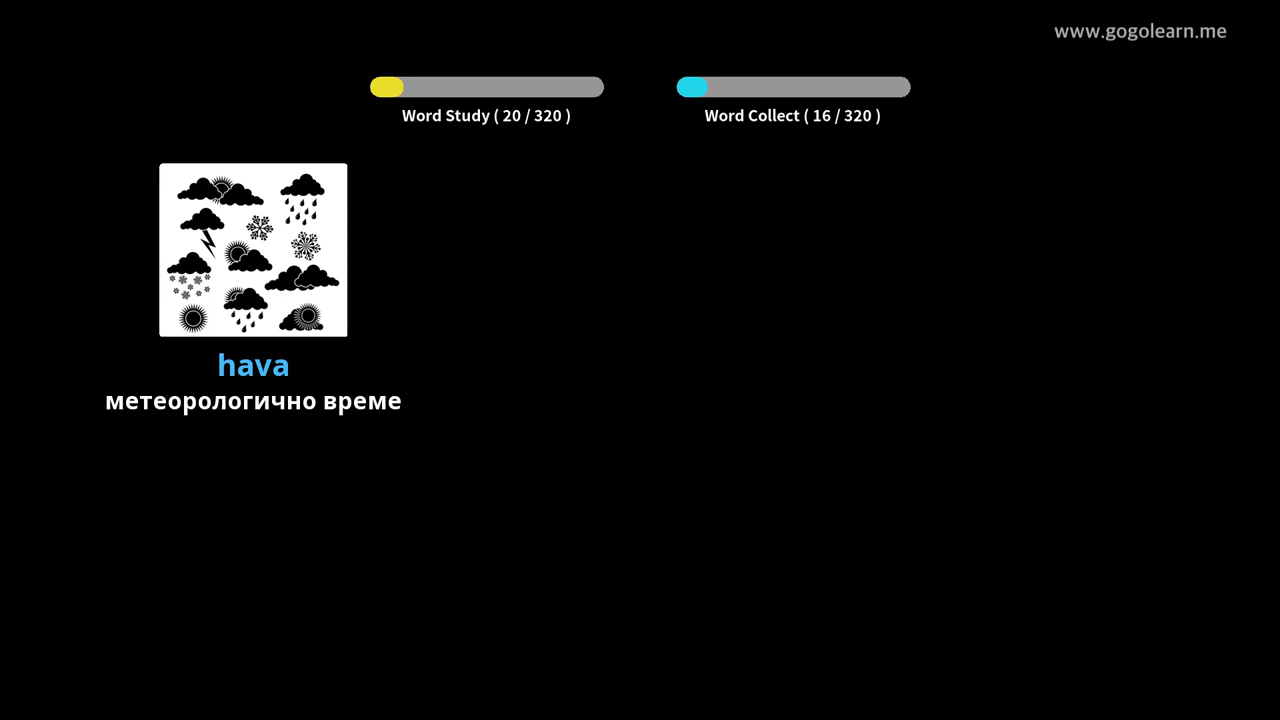 www.gogolearn.me
Word Study ( 20 / 320 )
Word Collect ( 16 / 320 )
hava
метеорологично време